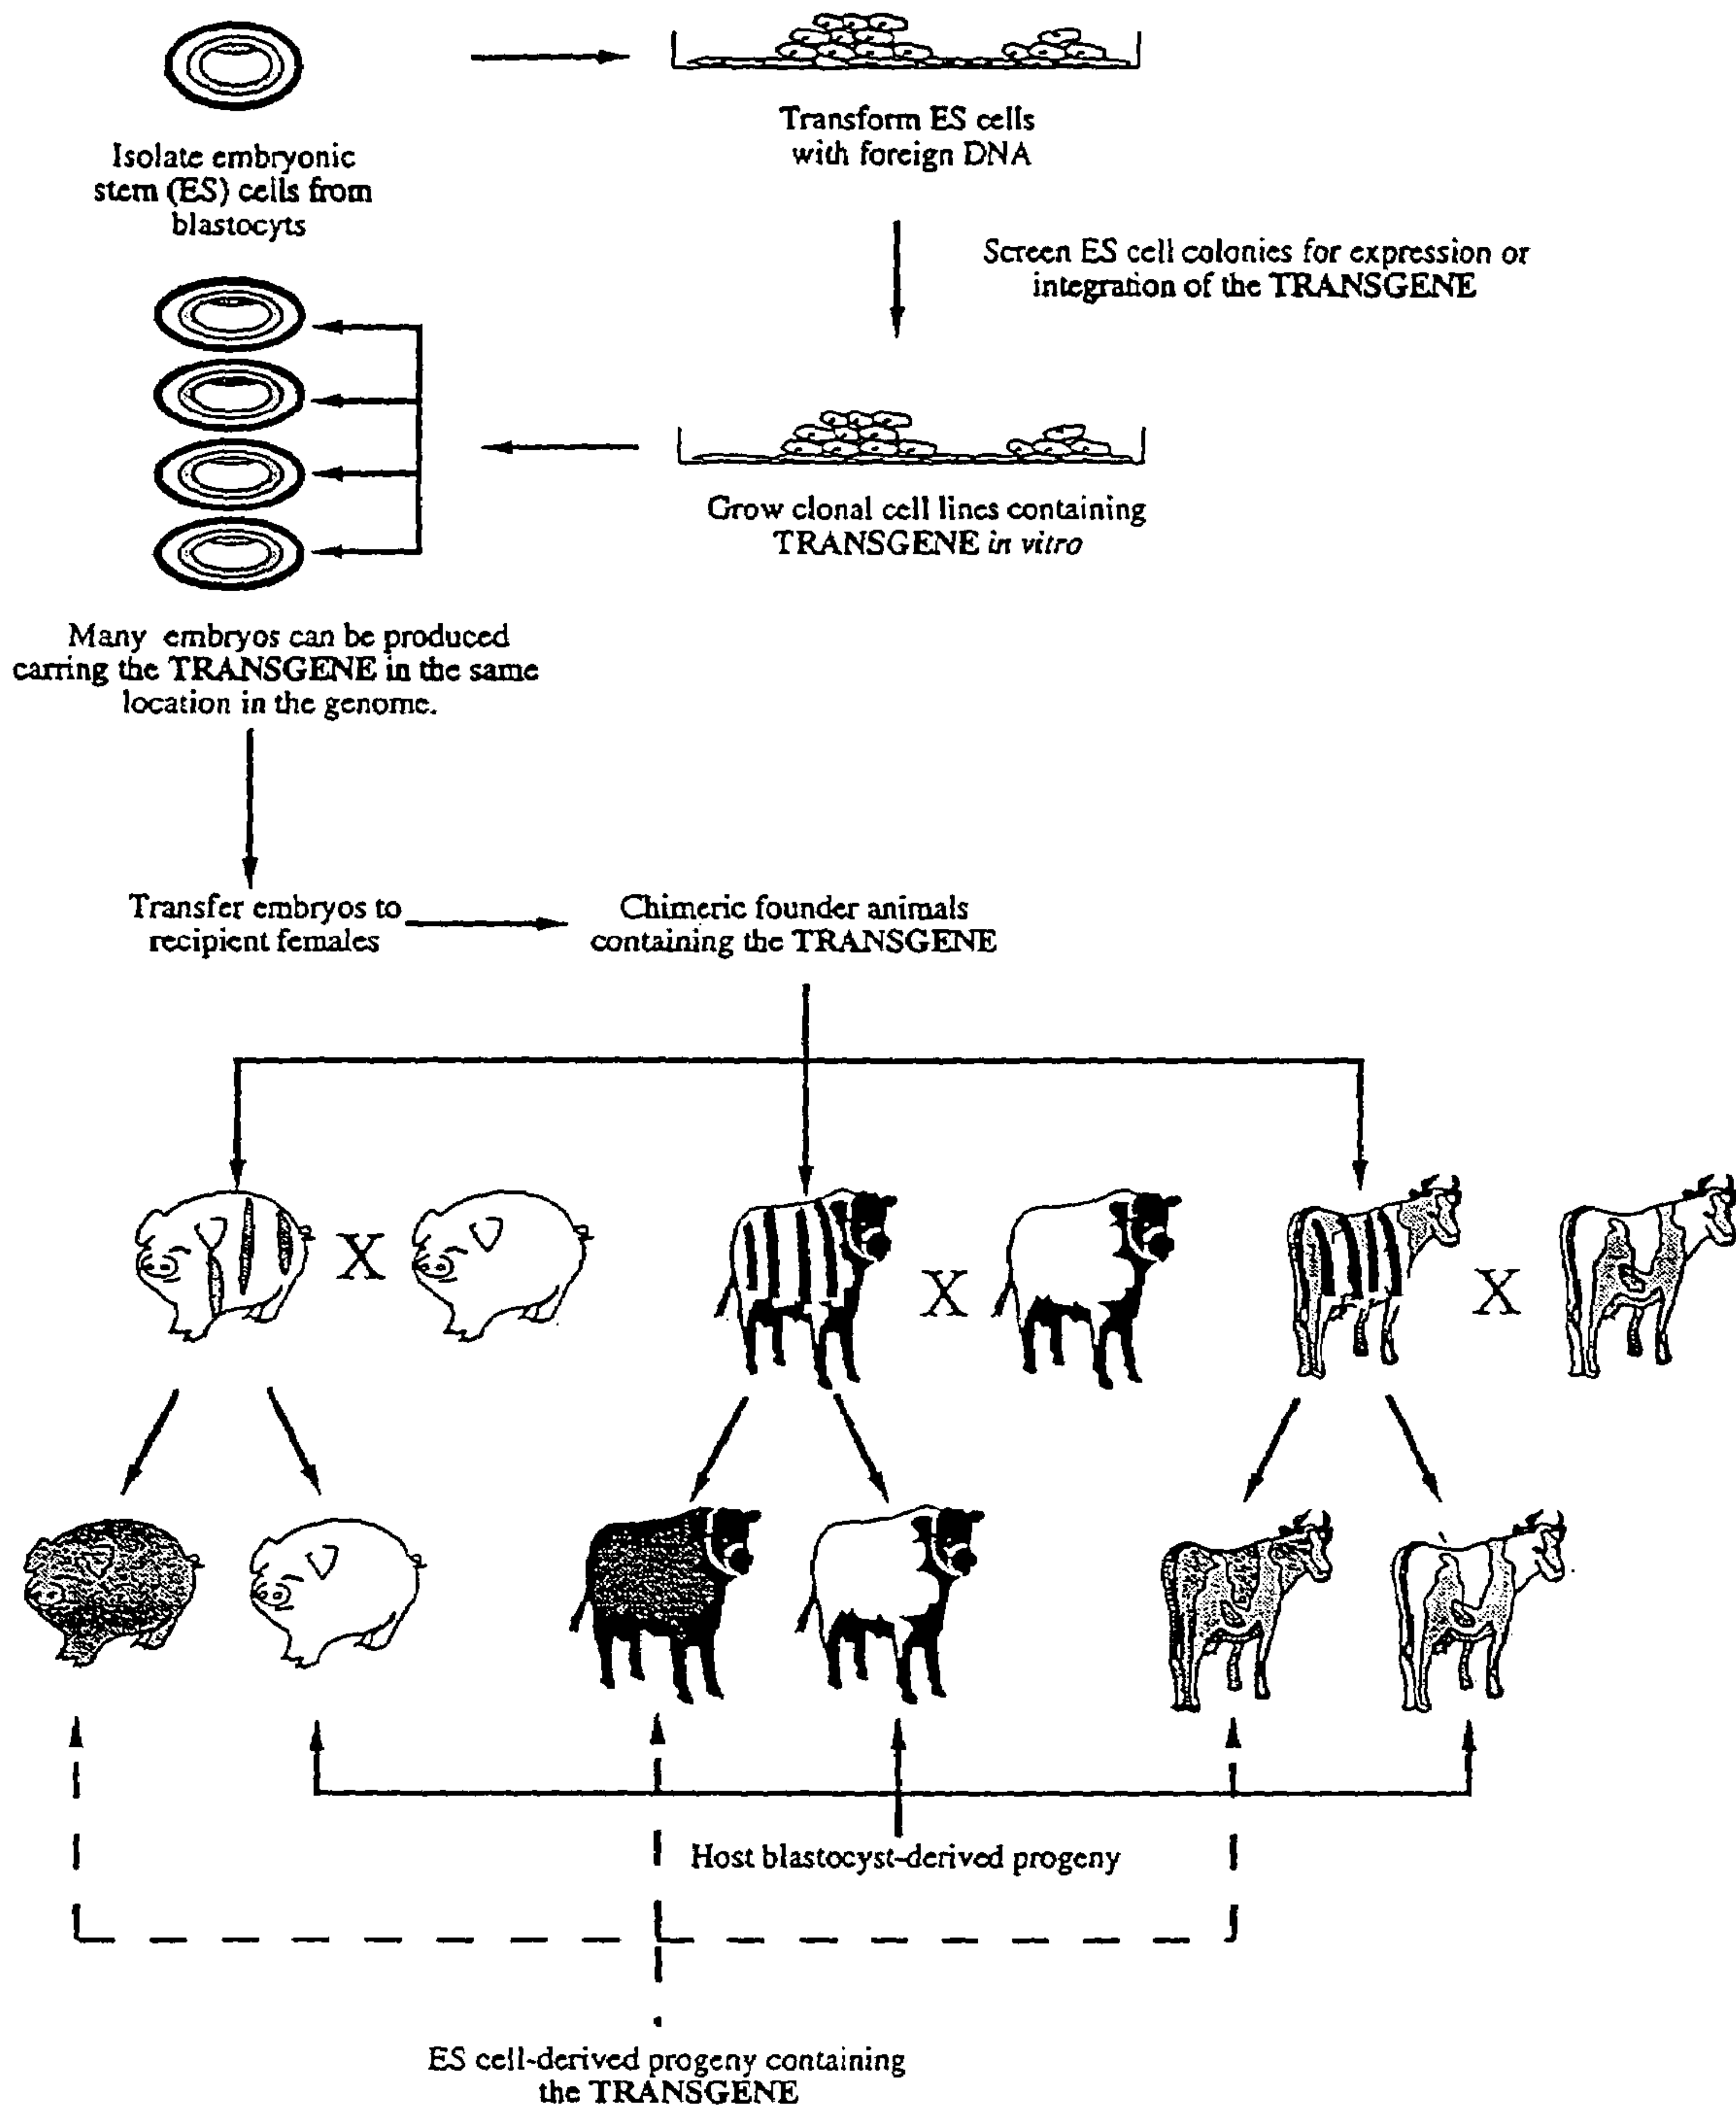 Isolate embryonic
stem (ES) cells from
blastocyts
Transform ES cells
with foreign DNA
Screen ES cell colonies for expression or
integration of the TRANSGENE
Grow clonal cell lines containing
TRANSGENE in vitro
Many embryos can be produced
carring the TRANSGENE in the same
location in the genome.
Transfer embryos to
recipient females
Chimeric founder animals
containing the TRANSGENE
X
X
X
Host blastocyst-derived progeny
ES cell-derived progeny containing
the TRANSGENE